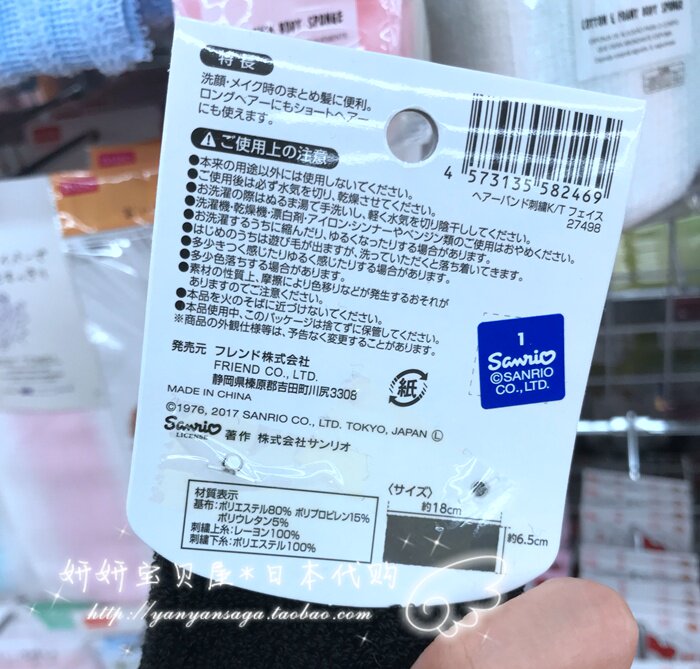 & BODY SPONGE
COTTON & FOAMY BODY SPONGE
特長
洗顔・メイク時のまとめ髪に便利。
ロングヘアーにもショートヘアー
にも使えます。
4 573135 582469
ヘアーバンド刺繍K/T フェイス
27498
ご使用上の注意
●本来の用途以外には使用しないでください。
●ご使用後は必ず水気を切り、乾燥させてください。
●お洗濯の際はぬるま湯で手洗いし、軽く水気を切り陰干ししてください。
●洗濯機・乾燥機・漂白剤・アイロン・シンナーやベンジン類のご使用はおやめください。
●お洗濯するうちに縮んだり、ゆるくなったりする場合があります。
●はじめのうちは遊び毛が出ますが、洗っていただくと落ち着いてきます。
●多少きつく感じたりゆるく感じたりする場合があります。
●多少色落ちする場合があります。
●素材の性質上、摩擦により色移りなどが発生するおそれが
ありますのでご注意ください。
●本品を火のそばに近づけないでください。
●本品使用中、このパッケージは捨てずに保管してください。
※商品の外観仕様等は、予告なく変更することがあります。
発売元 フレンド株式会社
FRIEND CO., LTD.
静岡県榛原郡吉田町川尻3308
MADE IN CHINA
紙
1
Sanrio
©SANRIO
CO., LTD.
©1976, 2017 SANRIO CO., LTD. TOKYO, JAPAN Ⓛ
Sanrio
LICENSE
著作 株式会社サンリオ
材質表示
基布：ポリエステル80% ポリプロピレン15%
ポリウレタン5%
刺繍上糸：レーヨン100%
刺繍下糸：ポリエステル100%
〈サイズ〉
約18cm
約6.5cm
妍妍宝贝屋*日本代购
http://yanyansaga.taobao.com/